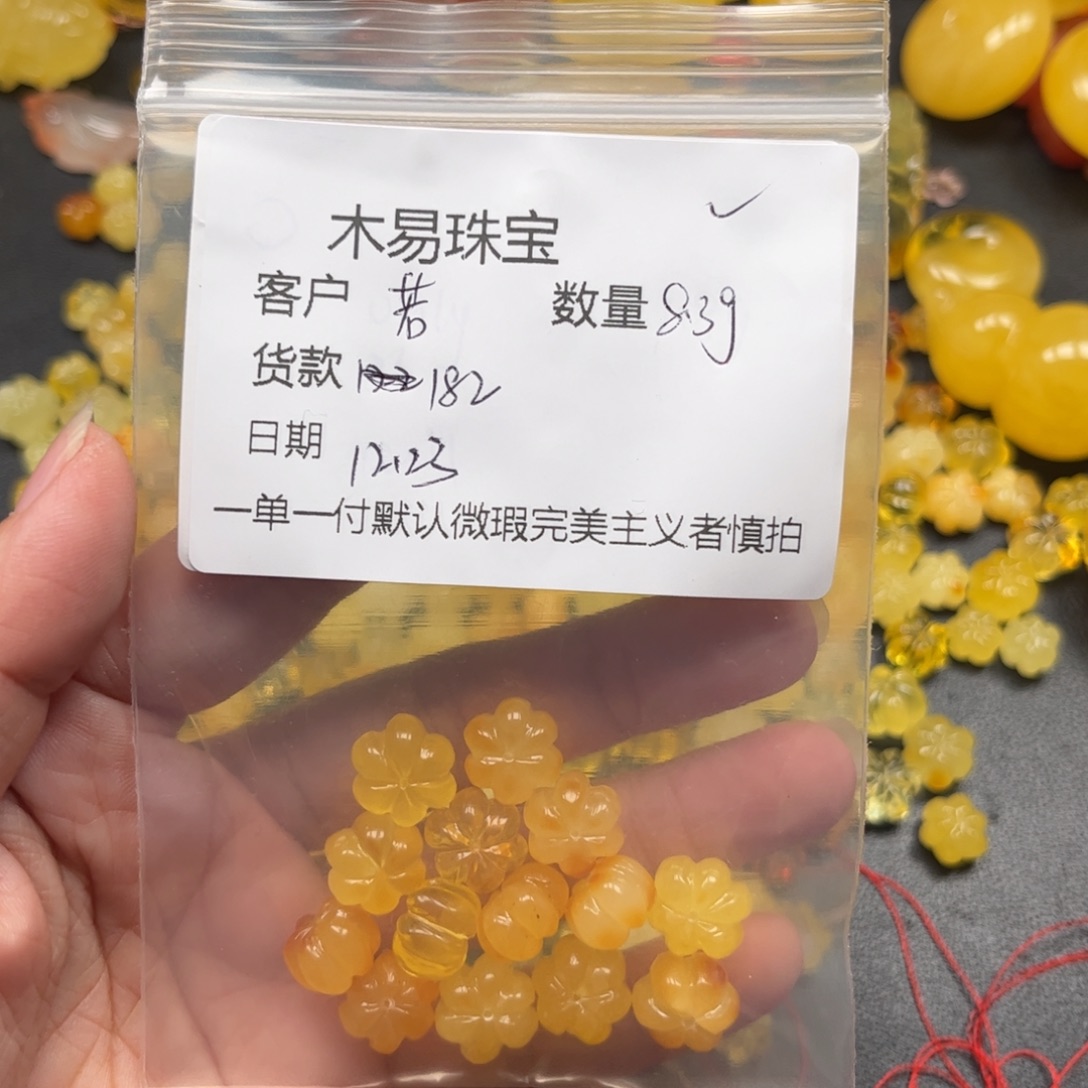 木易珠宝
客户 若 数量 8.3g
货款 182
日期 12.23
一单一付默认微瑕完美主义者慎拍